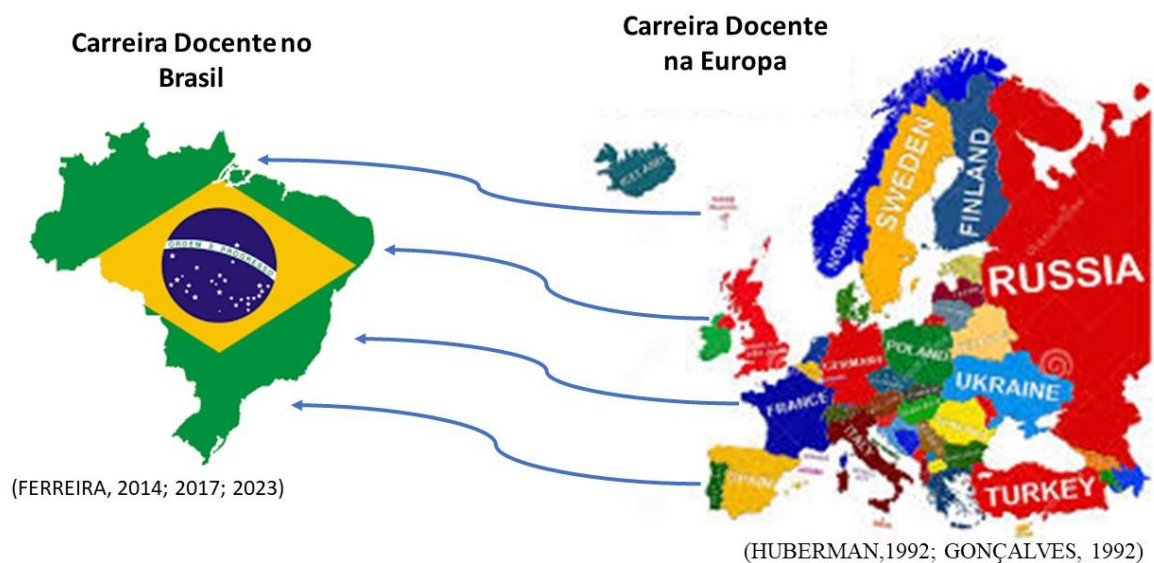 Carreira Docente no
Brasil
Carreira Docente
na Europa
ORDEM E PROGRESSO
ICELAND
NORWAY
SWEDEN
FINLAND
RUSSIA
POLAND
GERMANY
UKRAINE
FRANCE
ITALY
SPAIN
TURKEY
(FERREIRA, 2014; 2017; 2023)
(HUBERMAN,1992; GONÇALVES, 1992)